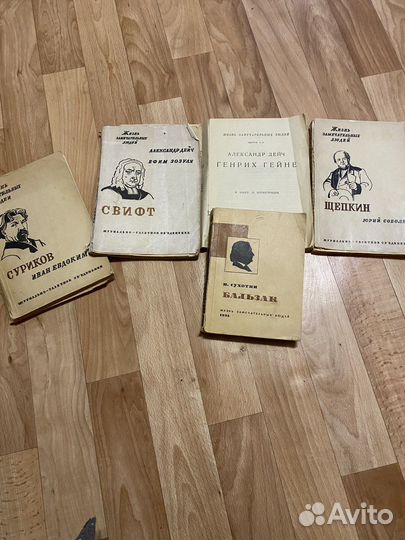 Жизнь
замечательных
людей
СУРИКОВ
ИВАН ЕВДОКИМ
ЖУРНАЛЬНО-ГАЗЕТНОЕ ОБЪЕДИНЕНИЕ
Жизнь
замечательных
людей
АЛЕКСАНДР ДЕЙЧ
ЕФИМ ЗОЗУЛЯ
СВИФТ
ЖУРНАЛЬНО-ГАЗЕТНОЕ ОБЪЕДИНЕНИЕ
ЖИЗНЬ ЗАМЕЧАТЕЛЬНЫХ ЛЮДЕЙ
АЛЕКСАНДР ДЕЙЧ
ГЕНРИХ ГЕЙНЕ
Жизнь
замечательных
людей
ЩЕПКИН
ЮРИЙ СОБОЛ
ЖУРНАЛЬНО-ГАЗЕТНОЕ ОБЪЕДИНЕНИЕ
П. СУХОТИН
БАЛЬЗАК
ЖИЗНЬ ЗАМЕЧАТЕЛЬНЫХ ЛЮДЕЙ
Avito